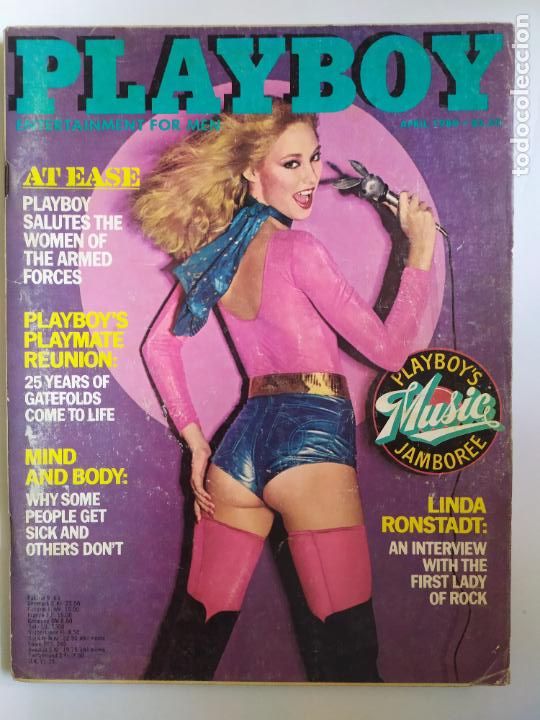 PLAYBOY
ENTERTAINMENT FOR MEN
APRIL 1980
AT EASE
PLAYBOY
SALUTES THE
WOMEN OF
THE ARMED
FORCES
PLAYBOY'S
PLAYMATE
REUNION:
25 YEARS OF
GATEFOLDS
COME TO LIFE
MIND
AND BODY:
WHY SOME
PEOPLE GET
SICK AND
OTHERS DON'T
PLAYBOY'S
Music
JAMBOREE
LINDA
RONSTADT:
AN INTERVIEW
WITH THE
FIRST LADY
OF ROCK
todocoleccion